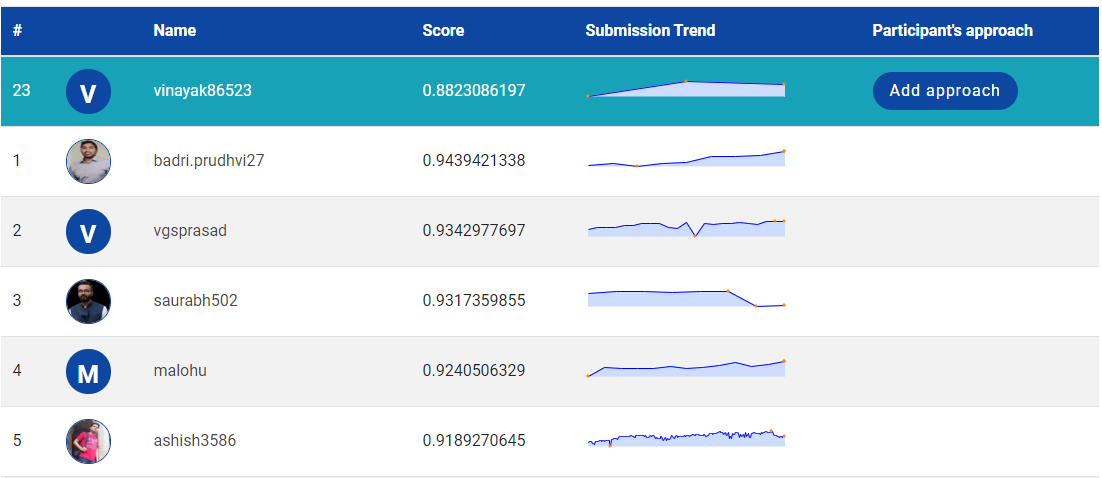 # Name Score Submission Trend Participant's approach
23 V vinayak86523 0.8823086197 Add approach
1 badri.prudhvi27 0.9439421338
2 V vgsprasad 0.9342977697
3 saurabh502 0.9317359855
4 M malohu 0.9240506329
5 ashish3586 0.9189270645